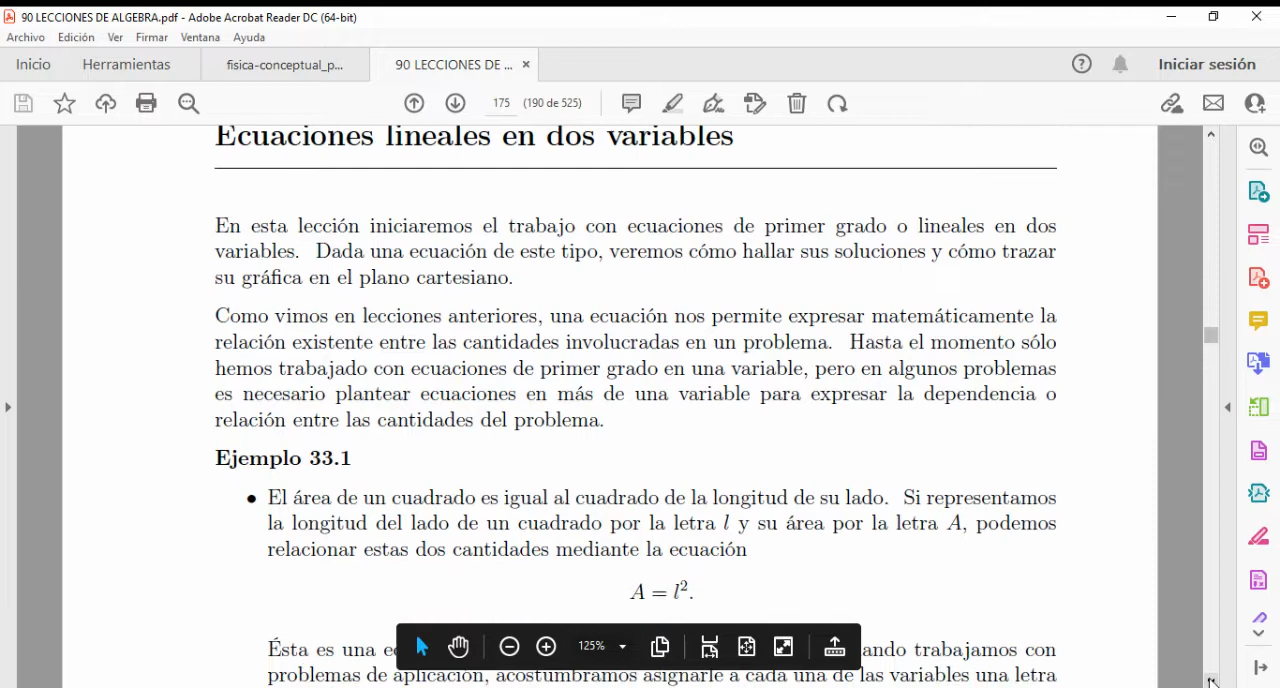 90 LECCIONES DE ALGEBRA.pdf - Adobe Acrobat Reader DC (64-bit)
Archivo Edición Ver Firmar Ventana Ayuda
Inicio Herramientas fisica-conceptual_p... 90 LECCIONES DE ... Iniciar sesión
175 (190 de 525)
Ecuaciones lineales en dos variables
En esta lección iniciaremos el trabajo con ecuaciones de primer grado o lineales en dos
variables. Dada una ecuación de este tipo, veremos cómo hallar sus soluciones y cómo trazar
su gráfica en el plano cartesiano.
Como vimos en lecciones anteriores, una ecuación nos permite expresar matemáticamente la
relación existente entre las cantidades involucradas en un problema. Hasta el momento sólo
hemos trabajado con ecuaciones de primer grado en una variable, pero en algunos problemas
es necesario plantear ecuaciones en más de una variable para expresar la dependencia o
relación entre las cantidades del problema.
Ejemplo 33.1
• El área de un cuadrado es igual al cuadrado de la longitud de su lado. Si representamos
la longitud del lado de un cuadrado por la letra l y su área por la letra A, podemos
relacionar estas dos cantidades mediante la ecuación
A = l².
125%
Ésta es una ando trabajamos con
problemas de aplicación, acostumbramos asignarle a cada una de las variables una letra